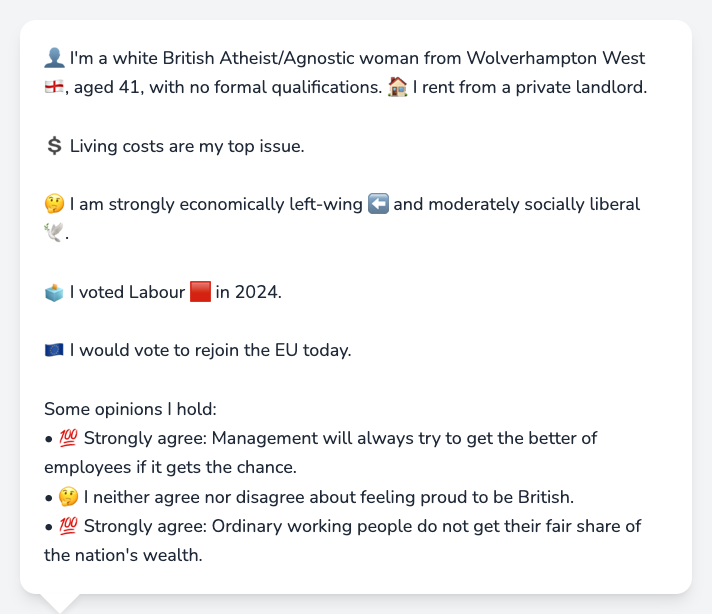 👤 I'm a white British Atheist/Agnostic woman from Wolverhampton West
🏴󠁧󠁢󠁥󠁮󠁧󠁿, aged 41, with no formal qualifications. 🏠 I rent from a private landlord.
💲 Living costs are my top issue.
🤔 I am strongly economically left-wing ⬅️ and moderately socially liberal
🕊️.
🗳️ I voted Labour 🟥 in 2024.
🇪🇺 I would vote to rejoin the EU today.
Some opinions I hold:
• 💯 Strongly agree: Management will always try to get the better of
employees if it gets the chance.
• 🤔 I neither agree nor disagree about feeling proud to be British.
• 💯 Strongly agree: Ordinary working people do not get their fair share of
the nation's wealth.